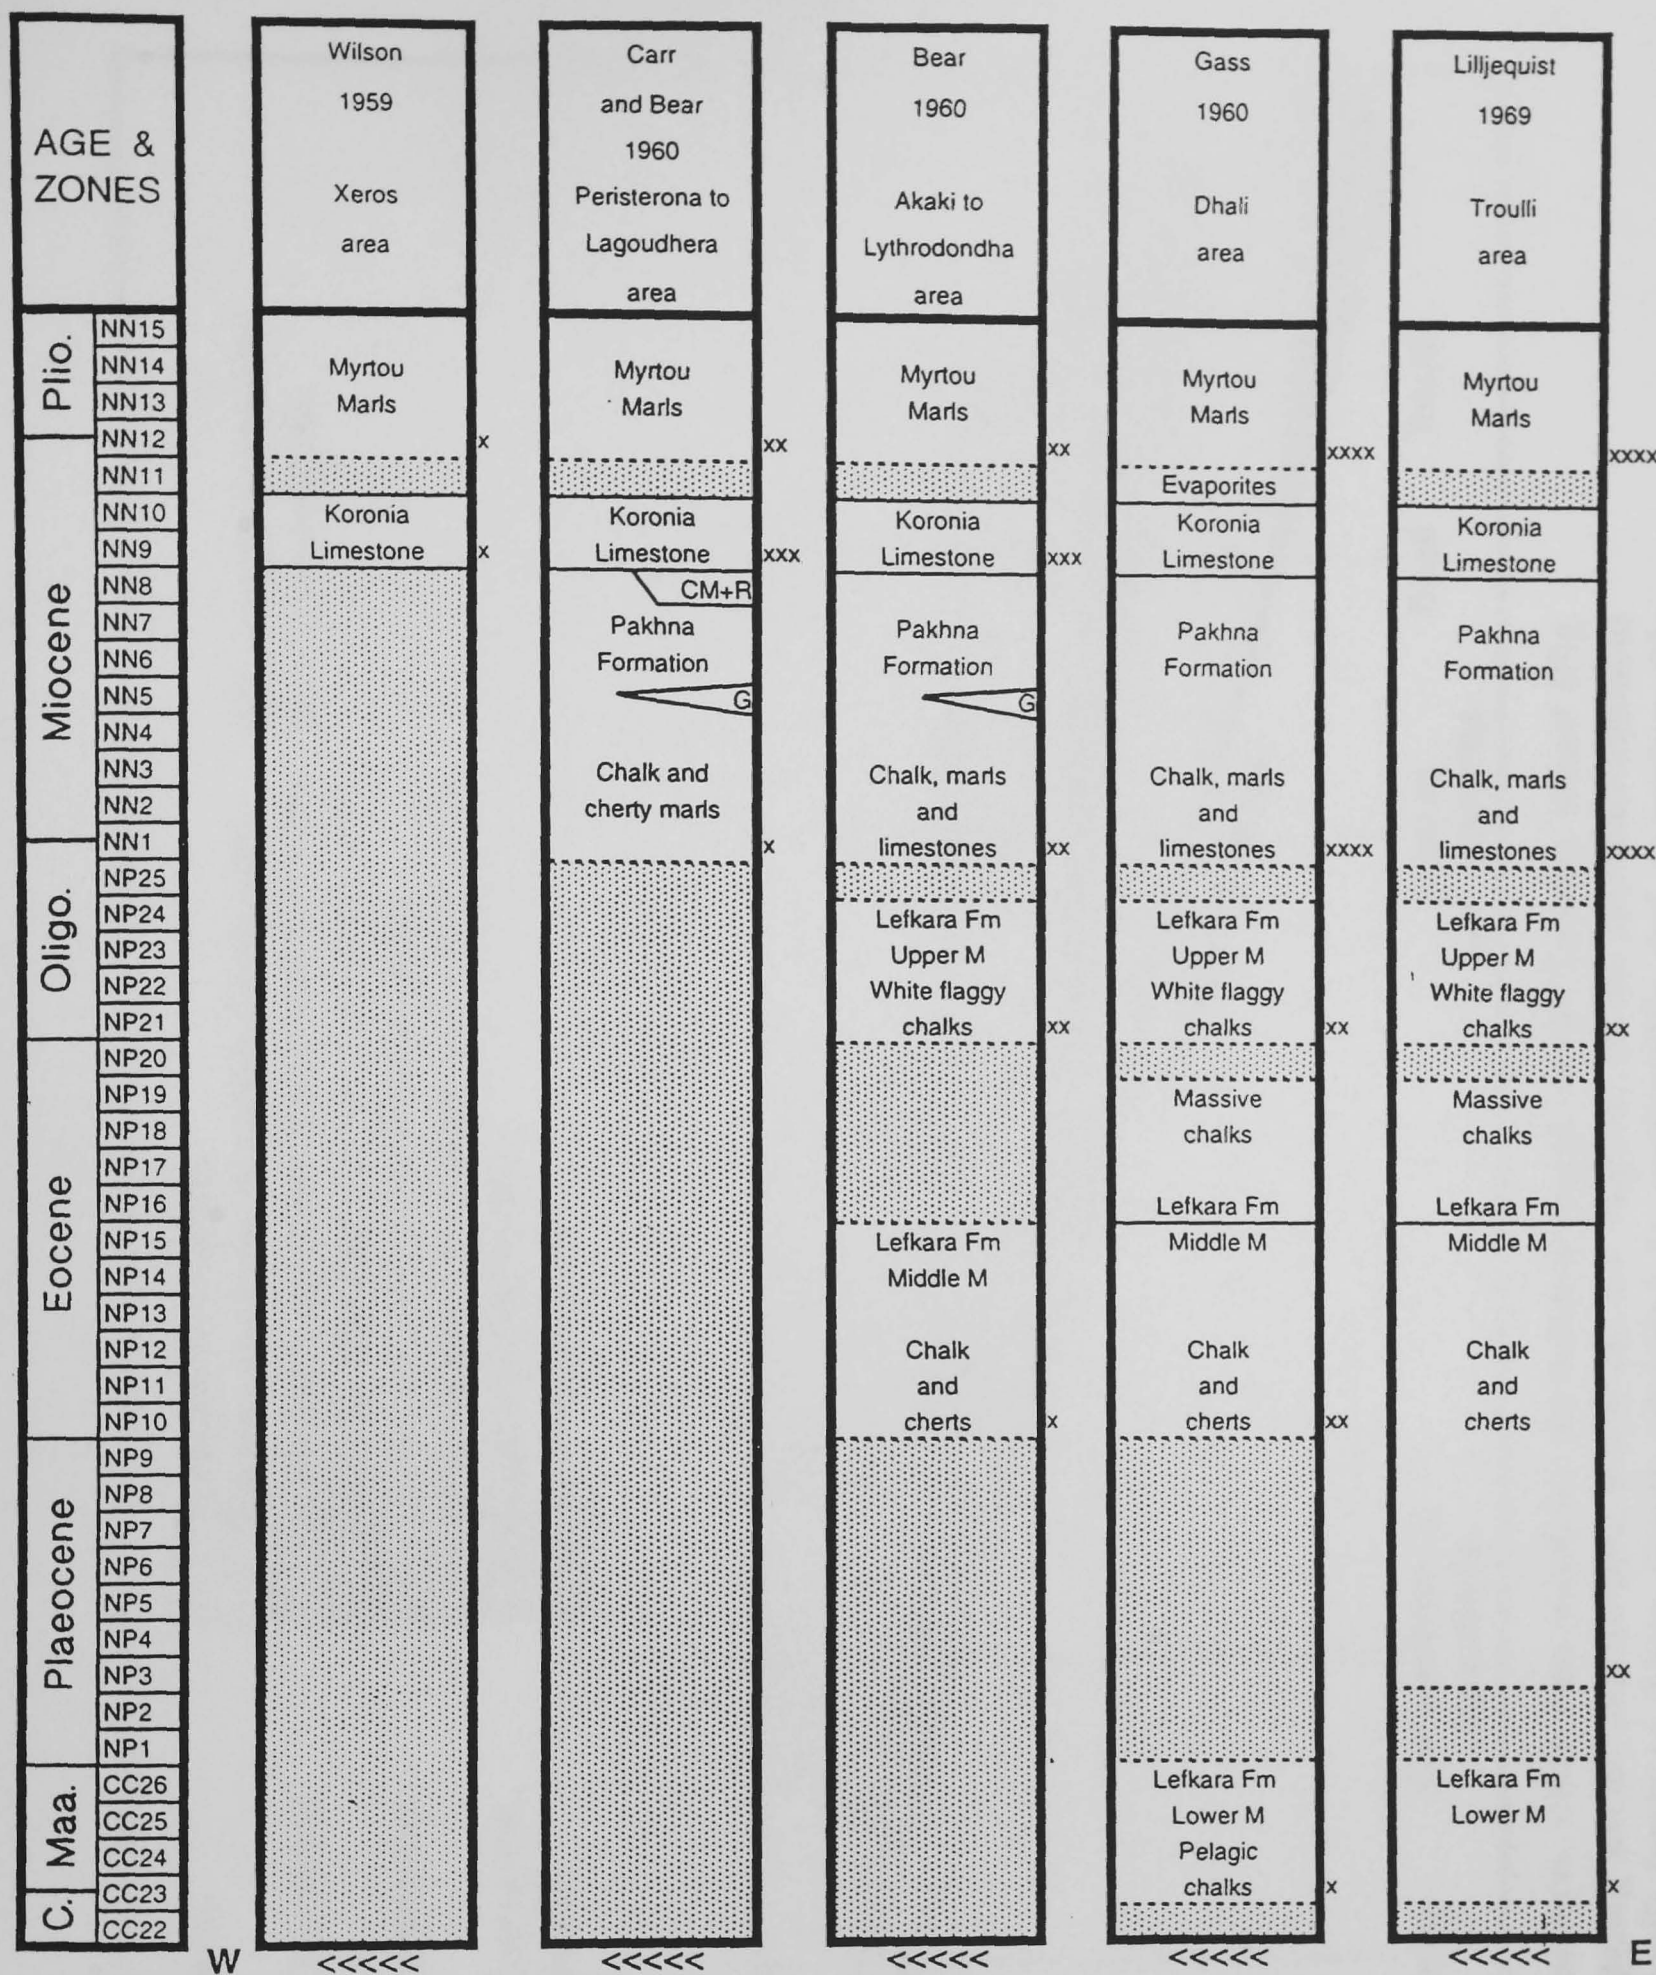 AGE &
ZONES
Plio.
Miocene
Oligo.
Eocene
Plaeocene
Maa.
C.
NN15
NN14
NN13
NN12
NN11
NN10
NN9
NN8
NN7
NN6
NN5
NN4
NN3
NN2
NN1
NP25
NP24
NP23
NP22
NP21
NP20
NP19
NP18
NP17
NP16
NP15
NP14
NP13
NP12
NP11
NP10
NP9
NP8
NP7
NP6
NP5
NP4
NP3
NP2
NP1
CC26
CC25
CC24
CC23
CC22
W
Wilson
1959
Xeros
area
Myrtou
Marls
x
Koronia
Limestone x
<<<<<
Carr
and Bear
1960
Peristerona to
Lagoudhera
area
Myrtou
Marls
xx
Koronia
Limestone xxx
CM+R
Pakhna
Formation
G
Chalk and
cherty marls
x
<<<<<
Bear
1960
Akaki to
Lythrodondha
area
Myrtou
Marls
xx
Koronia
Limestone xxx
Pakhna
Formation
G
Chalk, marls
and
limestones xx
Lefkara Fm
Upper M
White flaggy
chalks xx
Lefkara Fm
Middle M
Chalk
and
cherts x
<<<<<
Gass
1960
Dhali
area
Myrtou
Marls
xxxx
Evaporites
Koronia
Limestone
Pakhna
Formation
Chalk, marls
and
limestones xxxx
Lefkara Fm
Upper M
White flaggy
chalks xx
Massive
chalks
Lefkara Fm
Middle M
Chalk
and
cherts xx
Lefkara Fm
Lower M
Pelagic
chalks x
<<<<<
Lilljequist
1969
Troulli
area
Myrtou
Marls
xxxx
Koronia
Limestone
Pakhna
Formation
Chalk, marls
and
limestones xxxx
Lefkara Fm
Upper M
White flaggy
chalks xx
Massive
chalks
Lefkara Fm
Middle M
Chalk
and
cherts
xx
Lefkara Fm
Lower M
x
<<<<<
E